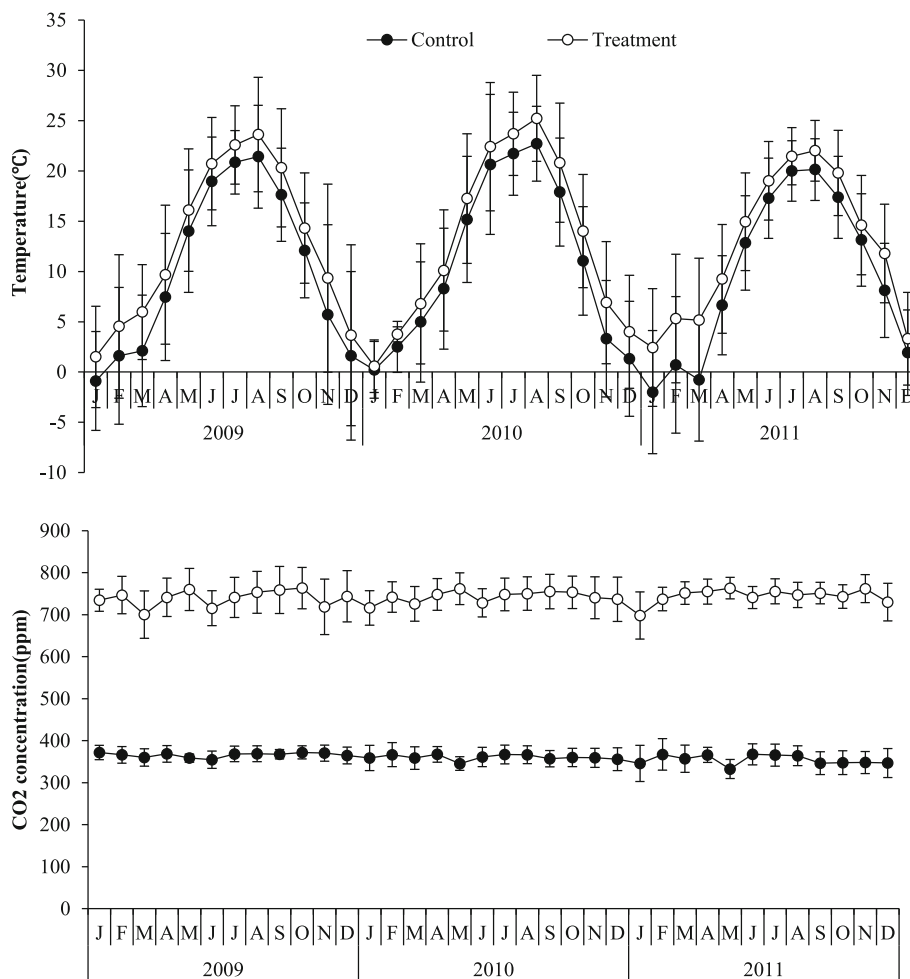 Control Treatment
35
30
25
20
15
10
5
0
-5
-10
Temperature(℃)
J F M A M J J A S O N D J F M A M J J A S O N D J F M A M J J A S O N D
2009 2010 2011
900
800
700
600
500
400
300
200
100
0
CO2 concentration(ppm)
J F M A M J J A S O N D J F M A M J J A S O N D J F M A M J J A S O N D
2009 2010 2011